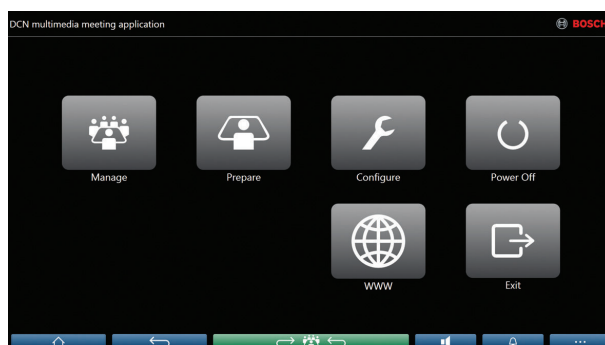 DCN multimedia meeting application
BOSCH
Manage
Prepare
Configure
Power Off
WWW
Exit